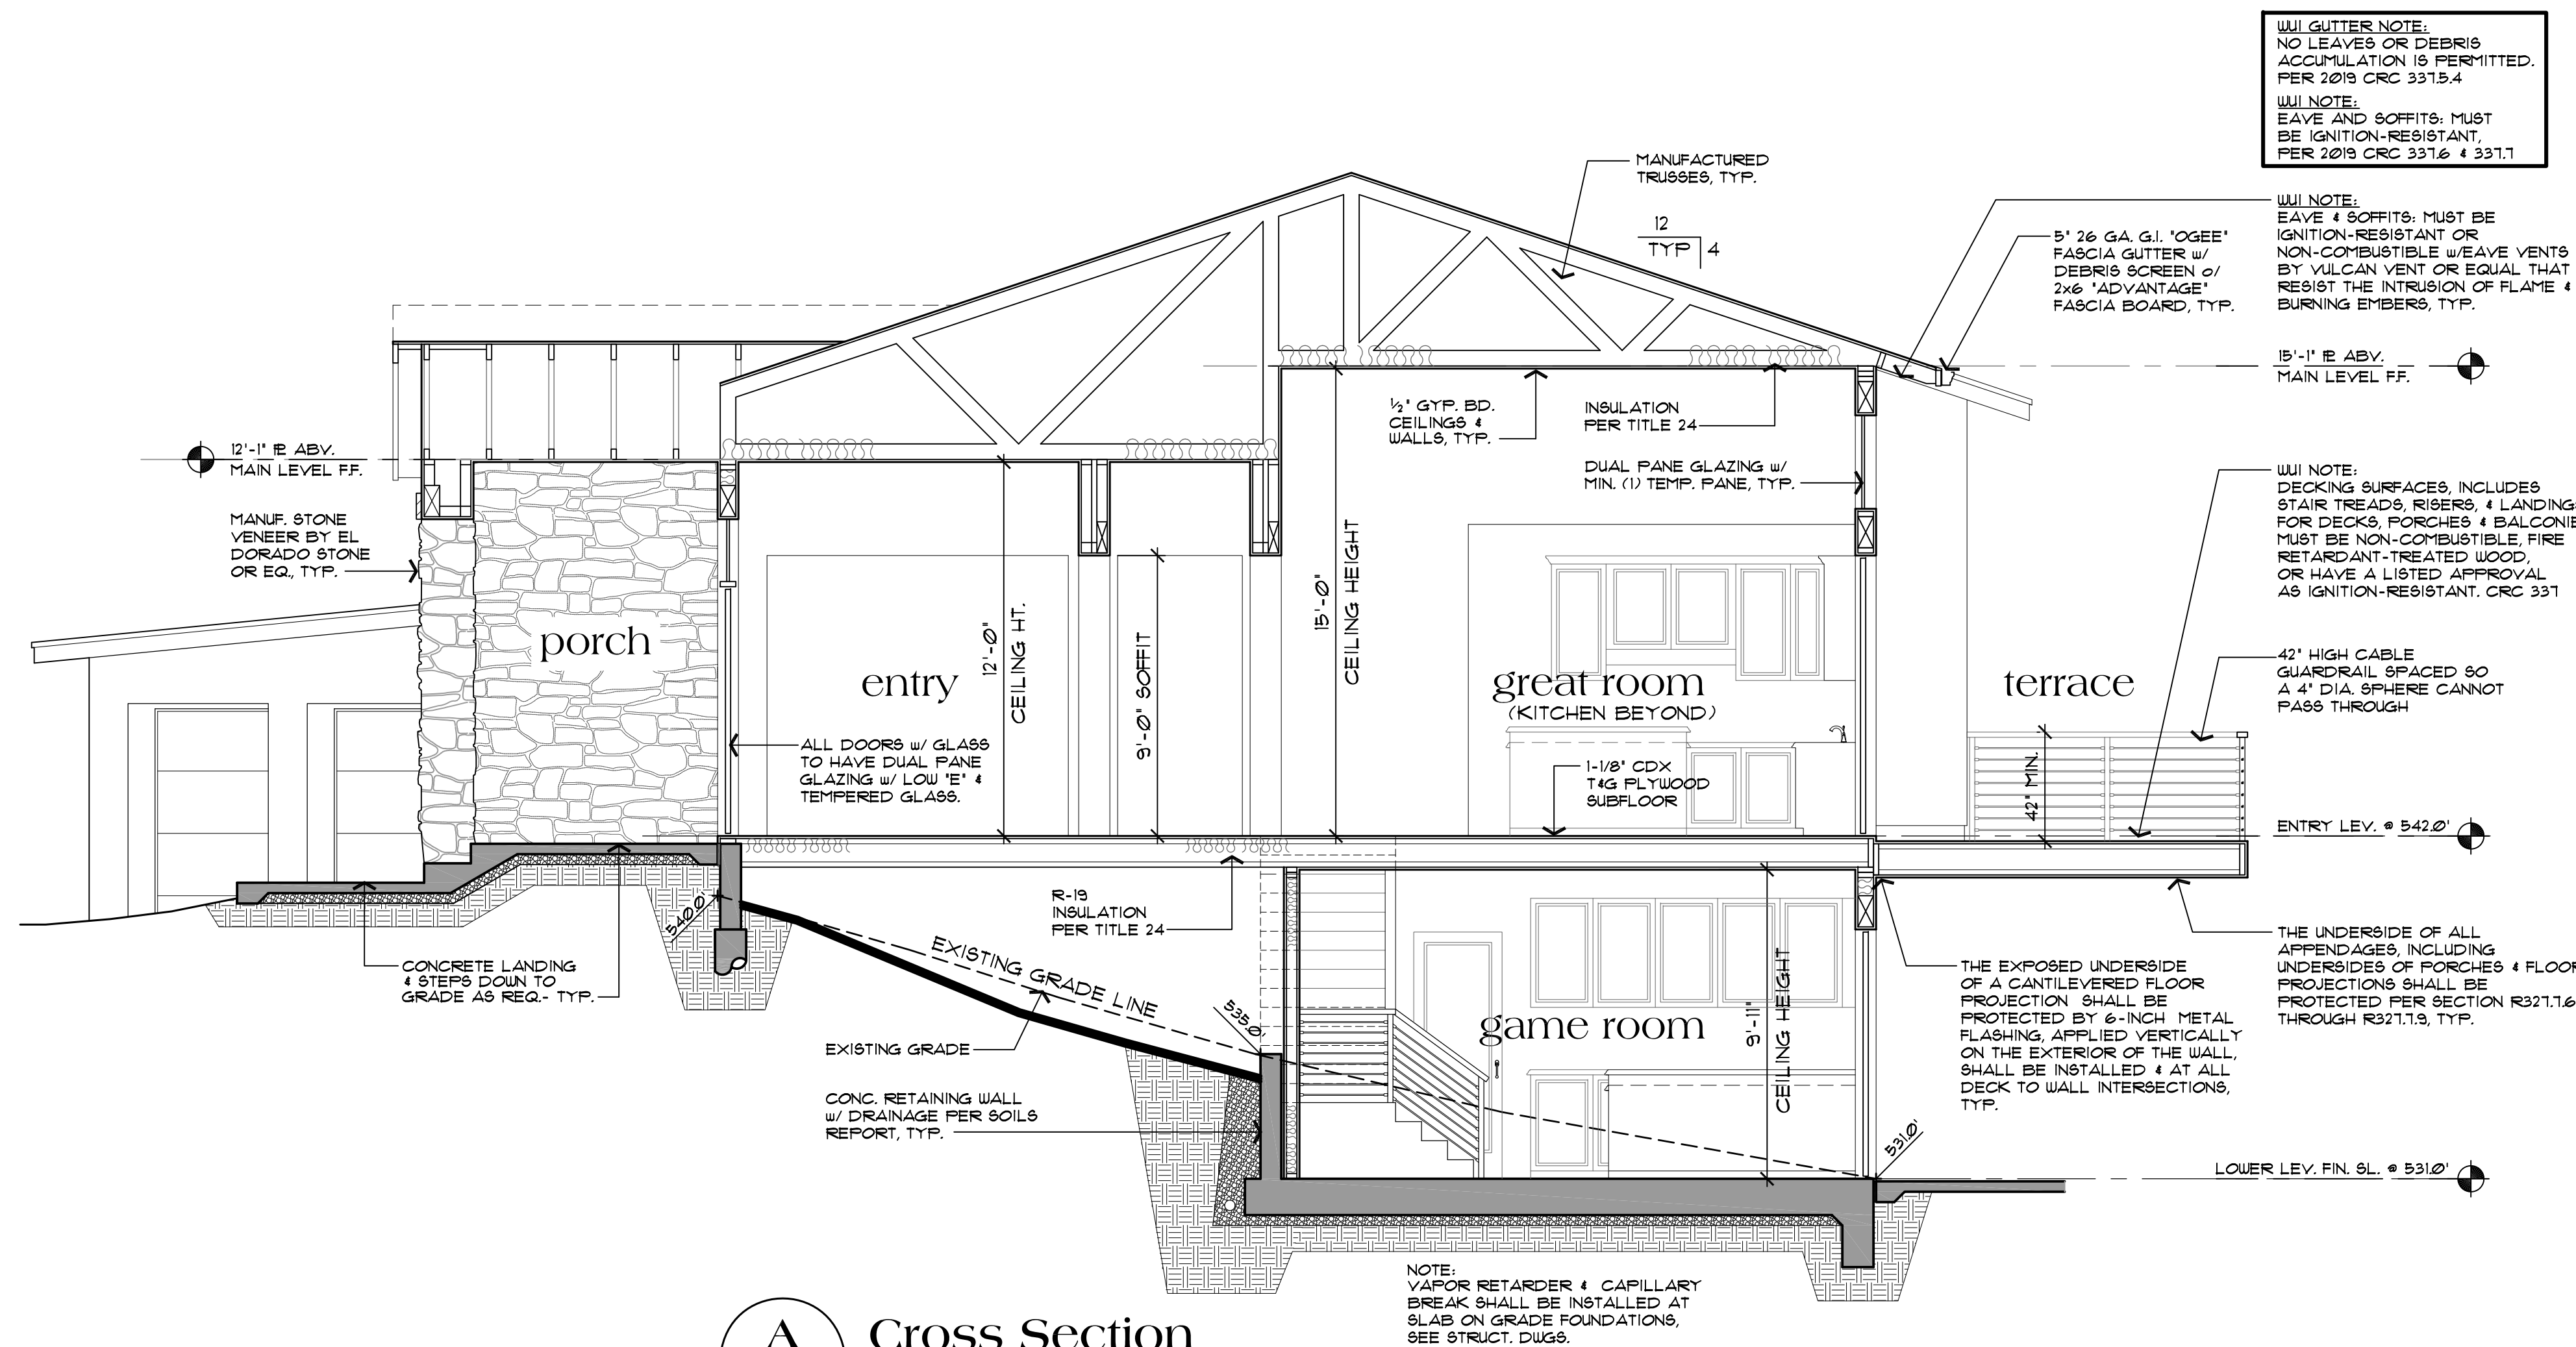 WUI GUTTER NOTE:
NO LEAVES OR DEBRIS
ACCUMULATION IS PERMITTED.
PER 2019 CRC 337.5.4
WUI NOTE:
EAVE AND SOFFITS: MUST
BE IGNITION-RESISTANT,
PER 2019 CRC 337.6 & 337.7
MANUFACTURED
TRUSSES, TYP.
12
TYP
4
5" 26 GA. G.I. "OGEE"
FASCIA GUTTER w/
DEBRIS SCREEN o/
2x6 "ADVANTAGE"
FASCIA BOARD, TYP.
WUI NOTE:
EAVE & SOFFITS: MUST BE
IGNITION-RESISTANT OR
NON-COMBUSTIBLE w/EAVE VENTS
BY VULCAN VENT OR EQUAL THAT
RESIST THE INTRUSION OF FLAME &
BURNING EMBERS, TYP.
15'-1" PL ABV.
MAIN LEVEL F.F.
12'-1" PL ABV.
MAIN LEVEL F.F.
1/2" GYP. BD.
CEILINGS &
WALLS, TYP.
INSULATION
PER TITLE 24
DUAL PANE GLAZING w/
MIN. (1) TEMP. PANE, TYP.
MANUF. STONE
VENEER BY EL
DORADO STONE
OR EQ., TYP.
WUI NOTE:
DECKING SURFACES, INCLUDES
STAIR TREADS, RISERS, & LANDING
FOR DECKS, PORCHES & BALCONIE
MUST BE NON-COMBUSTIBLE, FIRE
RETARDANT-TREATED WOOD,
OR HAVE A LISTED APPROVAL
AS IGNITION-RESISTANT. CRC 337
porch
entry
12'-0"
CEILING HT.
9'-0" SOFFIT
15'-0"
CEILING HEIGHT
great room
(KITCHEN BEYOND)
terrace
42" HIGH CABLE
GUARDRAIL SPACED SO
A 4" DIA. SPHERE CANNOT
PASS THROUGH
ALL DOORS w/ GLASS
TO HAVE DUAL PANE
GLAZING w/ LOW "E" &
TEMPERED GLASS.
1-1/8" CDX
T&G PLYWOOD
SUBFLOOR
42" MIN.
ENTRY LEV. @ 542.0'
540.0'
R-19
INSULATION
PER TITLE 24
CONCRETE LANDING
& STEPS DOWN TO
GRADE AS REQ.- TYP.
EXISTING GRADE LINE
535.0'
EXISTING GRADE
CONC. RETAINING WALL
w/ DRAINAGE PER SOILS
REPORT, TYP.
game room
9'-11"
CEILING HEIGHT
THE EXPOSED UNDERSIDE
OF A CANTILEVERED FLOOR
PROJECTION SHALL BE
PROTECTED BY 6-INCH METAL
FLASHING, APPLIED VERTICALLY
ON THE EXTERIOR OF THE WALL,
SHALL BE INSTALLED & AT ALL
DECK TO WALL INTERSECTIONS,
TYP.
THE UNDERSIDE OF ALL
APPENDAGES, INCLUDING
UNDERSIDES OF PORCHES & FLOOR
PROJECTIONS SHALL BE
PROTECTED PER SECTION R327.7.6
THROUGH R327.7.9, TYP.
531.0'
LOWER LEV. FIN. SL. @ 531.0'
NOTE:
VAPOR RETARDER & CAPILLARY
BREAK SHALL BE INSTALLED AT
SLAB ON GRADE FOUNDATIONS,
SEE STRUCT. DWGS.
A
Cross Section